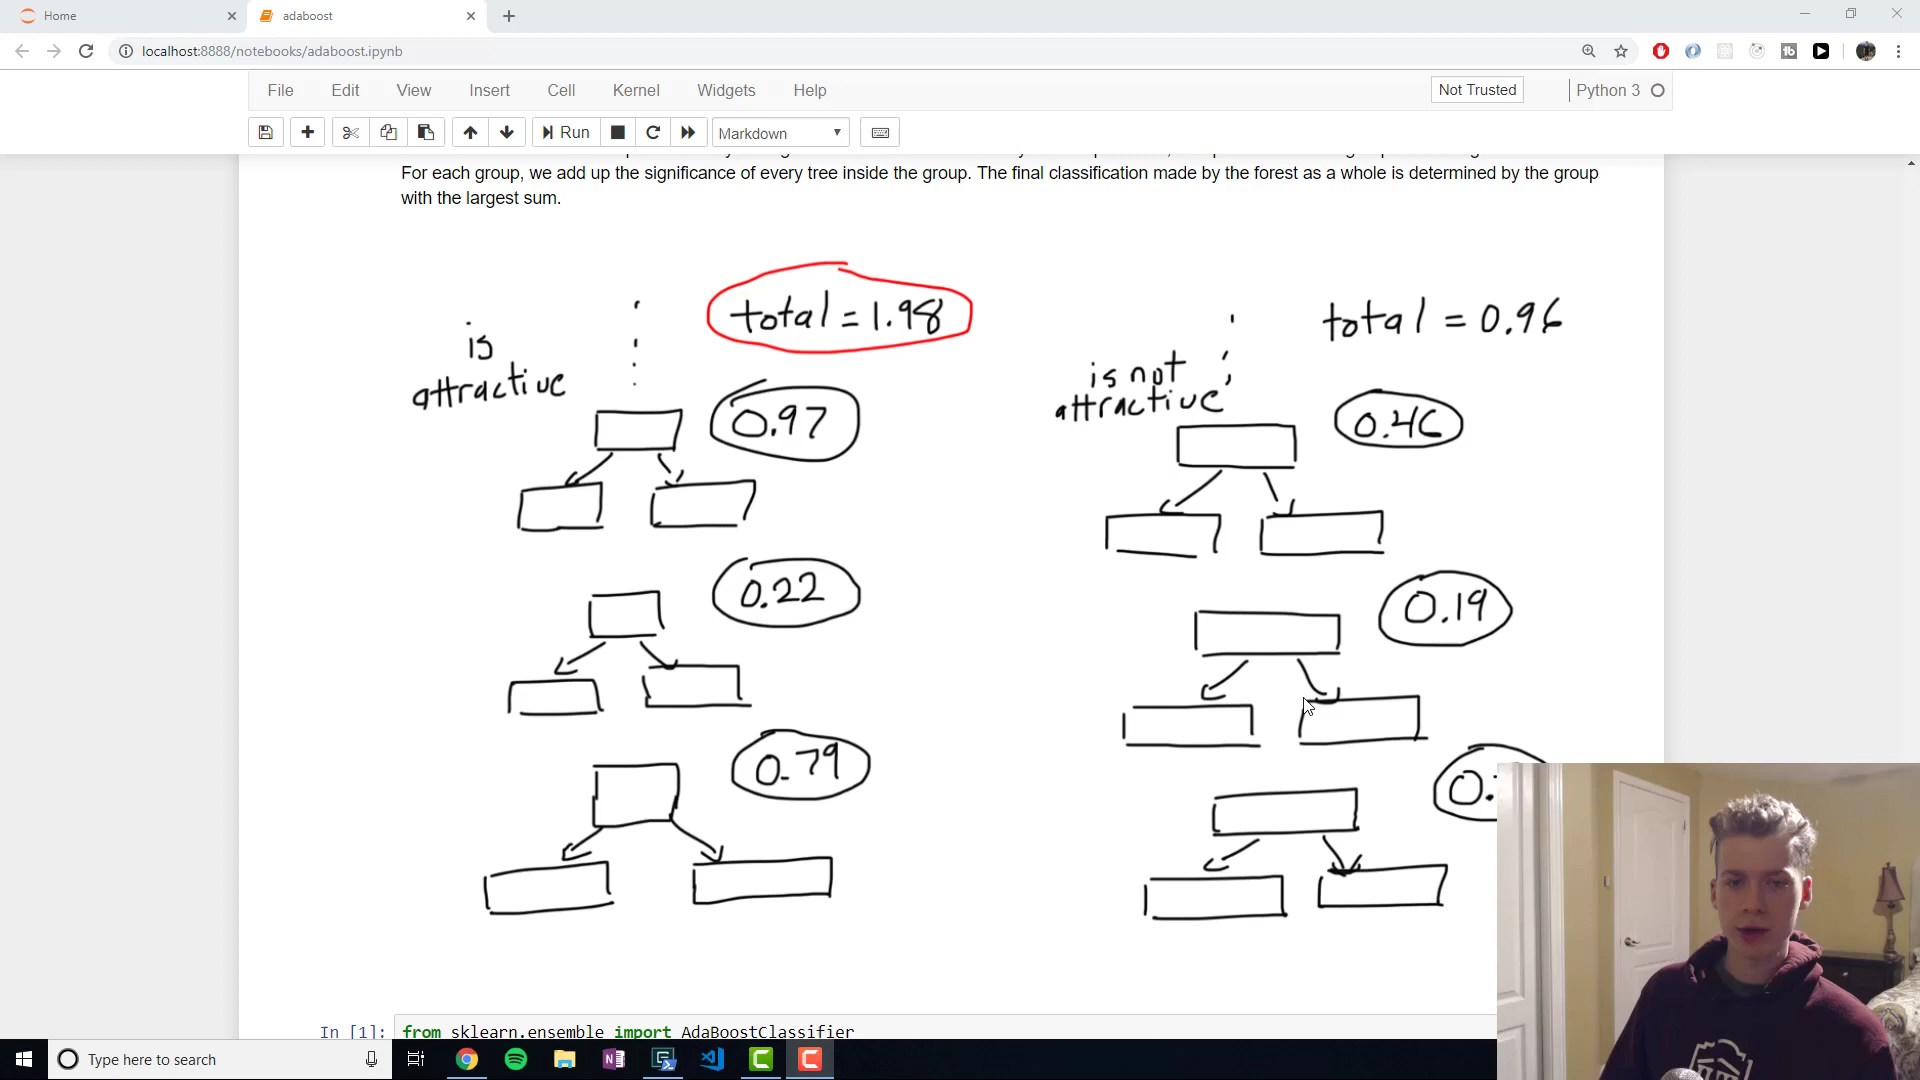 Home
adaboost
localhost:8888/notebooks/adaboost.ipynb
File Edit View Insert Cell Kernel Widgets Help
Not Trusted
Python 3
Run
Markdown
For each group, we add up the significance of every tree inside the group. The final classification made by the forest as a whole is determined by the group
with the largest sum.
is
attractive
total = 1.98
0.97
0.22
0.79
is not
attractive
total = 0.96
0.46
0.19
In [1]: from sklearn.ensemble import AdaBoostClassifier
Type here to search